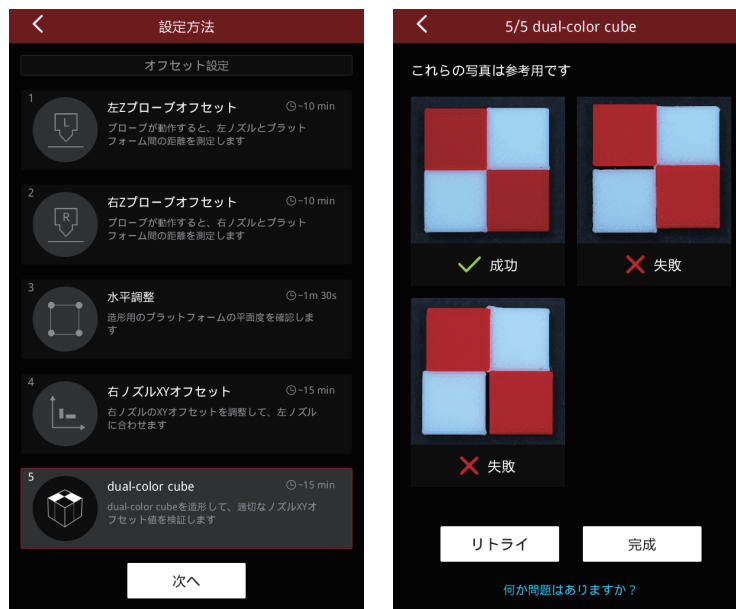 設定方法
オフセット設定
1
L
左Zプローブオフセット
~10 min
プローブが動作すると、左ノズルとプラット
フォーム間の距離を測定します
2
R
右Zプローブオフセット
~10 min
プローブが動作すると、右ノズルとプラット
フォーム間の距離を測定します
3
水平調整
~1m 30s
造形用のプラットフォームの平面度を確認しま
す
4
右ノズルXYオフセット
~15 min
右ノズルのXYオフセットを調整して、左ノズル
に合わせます
5
dual-color cube
~15 min
dual-color cubeを造形して、適切なノズルXYオ
フセット値を検証します
次へ
5/5 dual-color cube
これらの写真は参考用です
成功
失敗
失敗
リトライ
完成
何か問題はありますか？